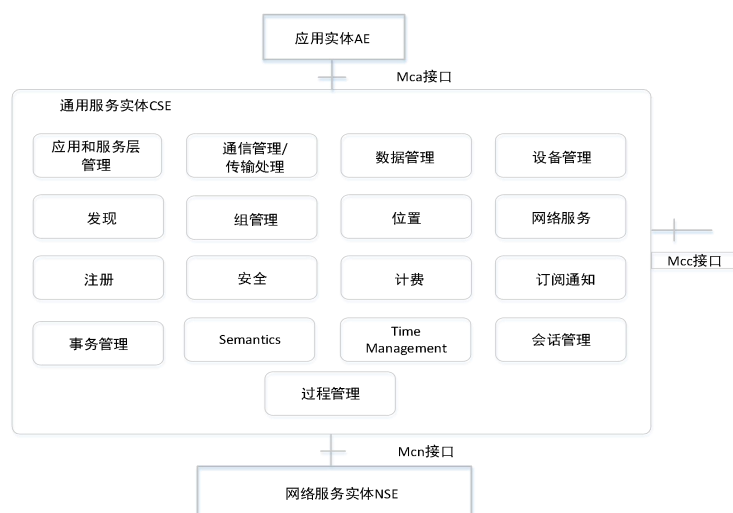 应用实体AE
Mca接口
通用服务实体CSE
应用和服务层
管理
通信管理/
传输处理
数据管理
设备管理
发现
组管理
位置
网络服务
Mcc接口
注册
安全
计费
订阅通知
事务管理
Semantics
Time
Management
会话管理
过程管理
Mcn接口
网络服务实体NSE